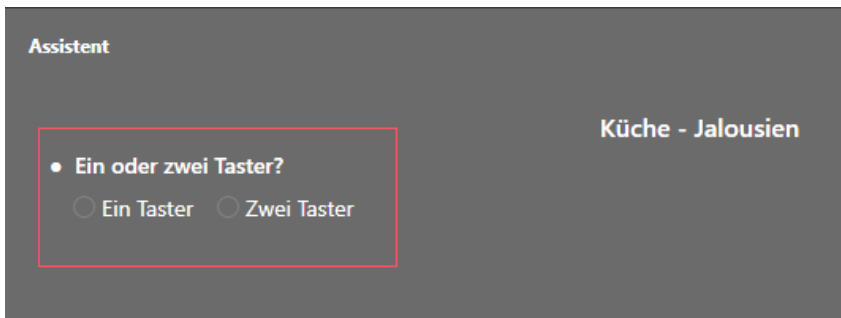 Assistent
Küche - Jalousien
• Ein oder zwei Taster?
Ein Taster Zwei Taster